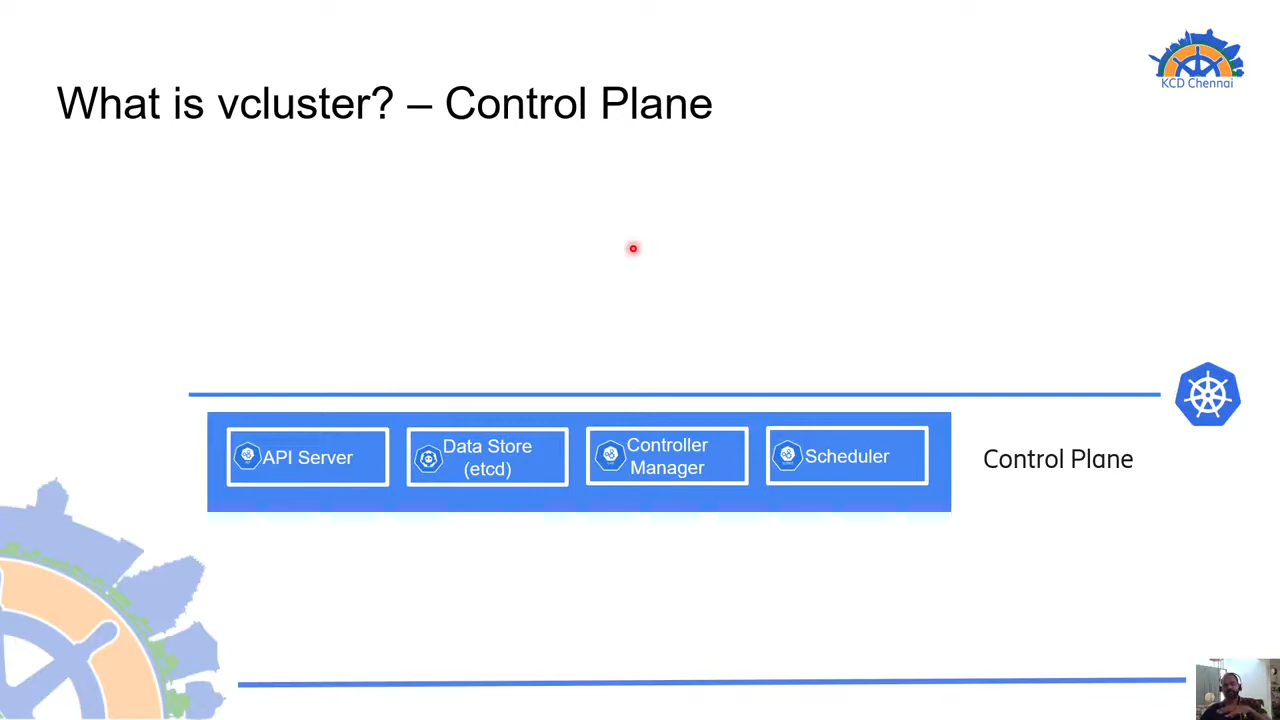 KCD Chennai
What is vcluster? – Control Plane
API Server
Data Store
(etcd)
Controller
Manager
Scheduler
Control Plane